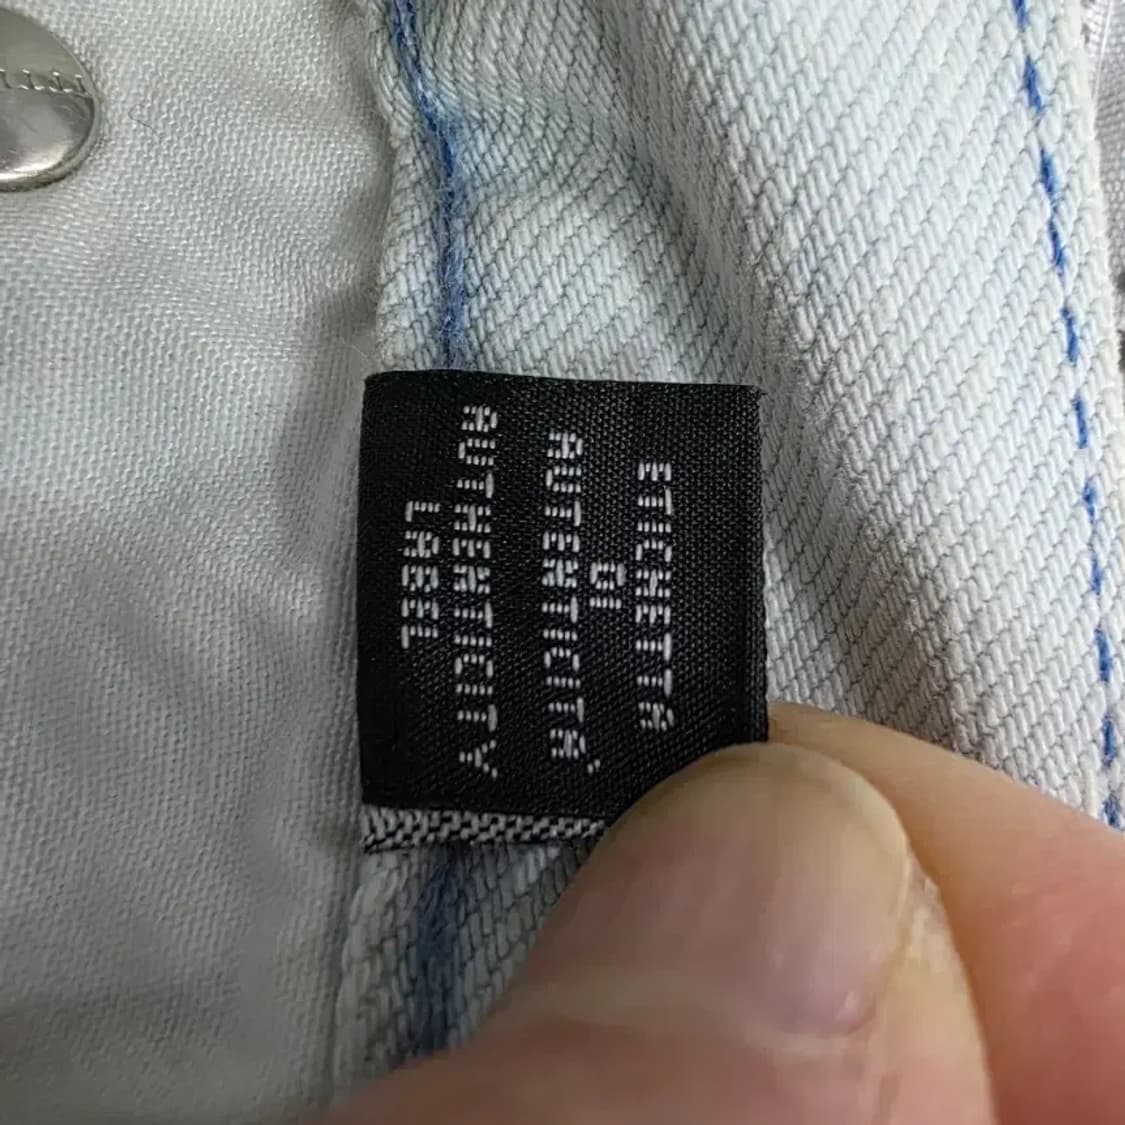 ETICHETTA
DI
AUTENTICITA'
AUTHENTICITY
LABEL